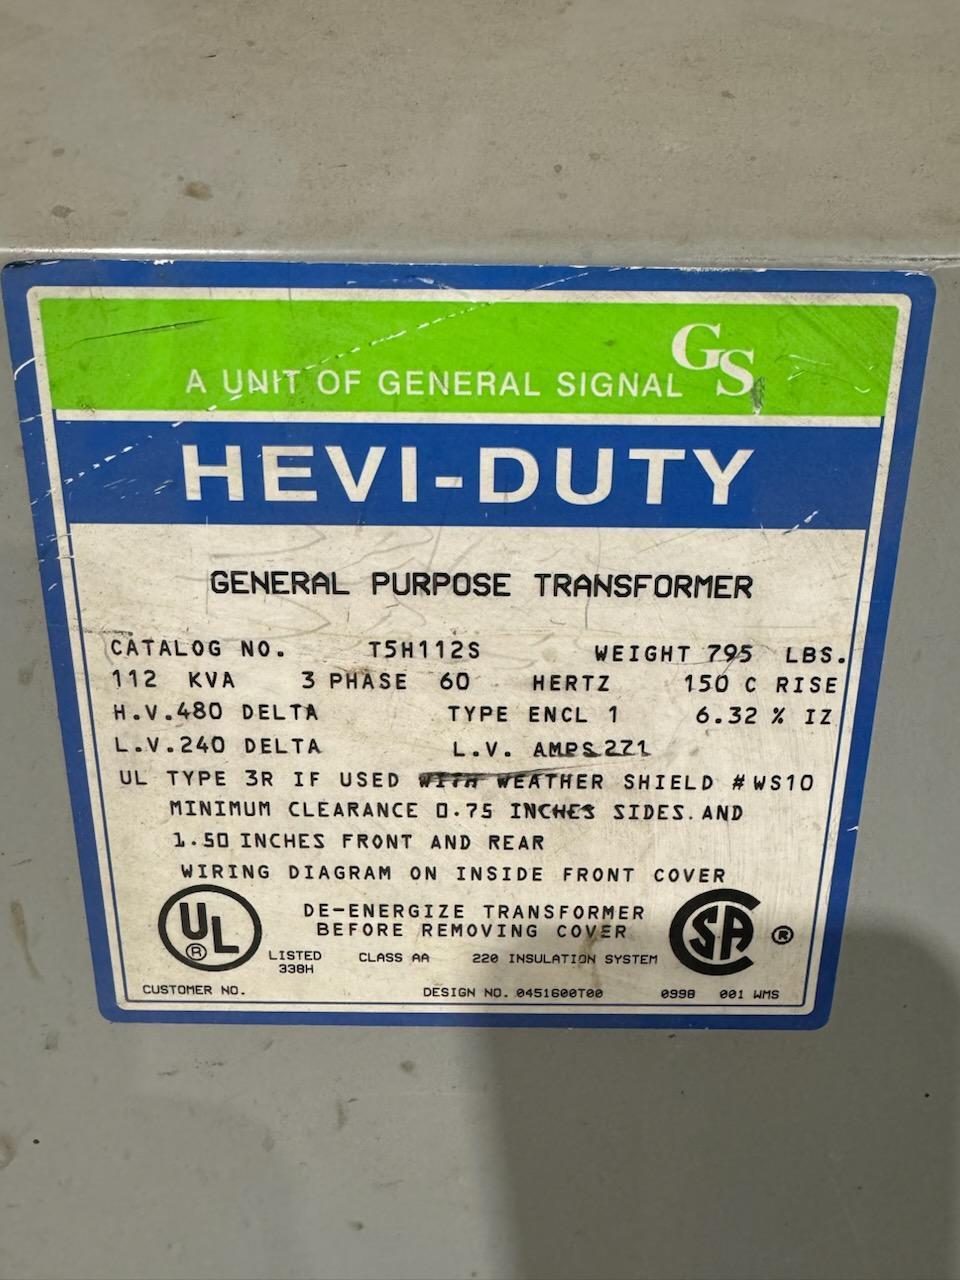 GS
A UNIT OF GENERAL SIGNAL
HEVI-DUTY
GENERAL PURPOSE TRANSFORMER
CATALOG NO. T5H112S WEIGHT 795 LBS.
112 KVA 3 PHASE 60 HERTZ 150 C RISE
H.V.480 DELTA TYPE ENCL 1 6.32 % IZ
L.V.240 DELTA L.V. AMPS 271
UL TYPE 3R IF USED WITH WEATHER SHIELD #WS10
MINIMUM CLEARANCE 0.75 INCHES SIDES. AND
1.50 INCHES FRONT AND REAR
WIRING DIAGRAM ON INSIDE FRONT COVER
UL ® DE-ENERGIZE TRANSFORMER SA ®
BEFORE REMOVING COVER
LISTED CLASS AA 220 INSULATION SYSTEM
338H
CUSTOMER NO. DESIGN NO. 0451600T00 0998 001 WMS